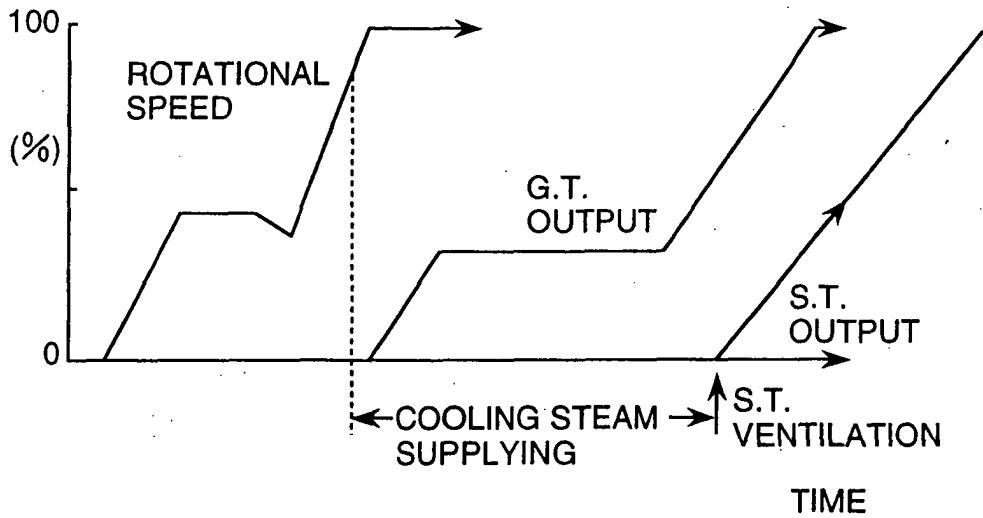 100
ROTATIONAL
SPEED
(%)
G.T.
OUTPUT
S.T.
OUTPUT
0
COOLING STEAM
SUPPLYING
S.T.
VENTILATION
TIME